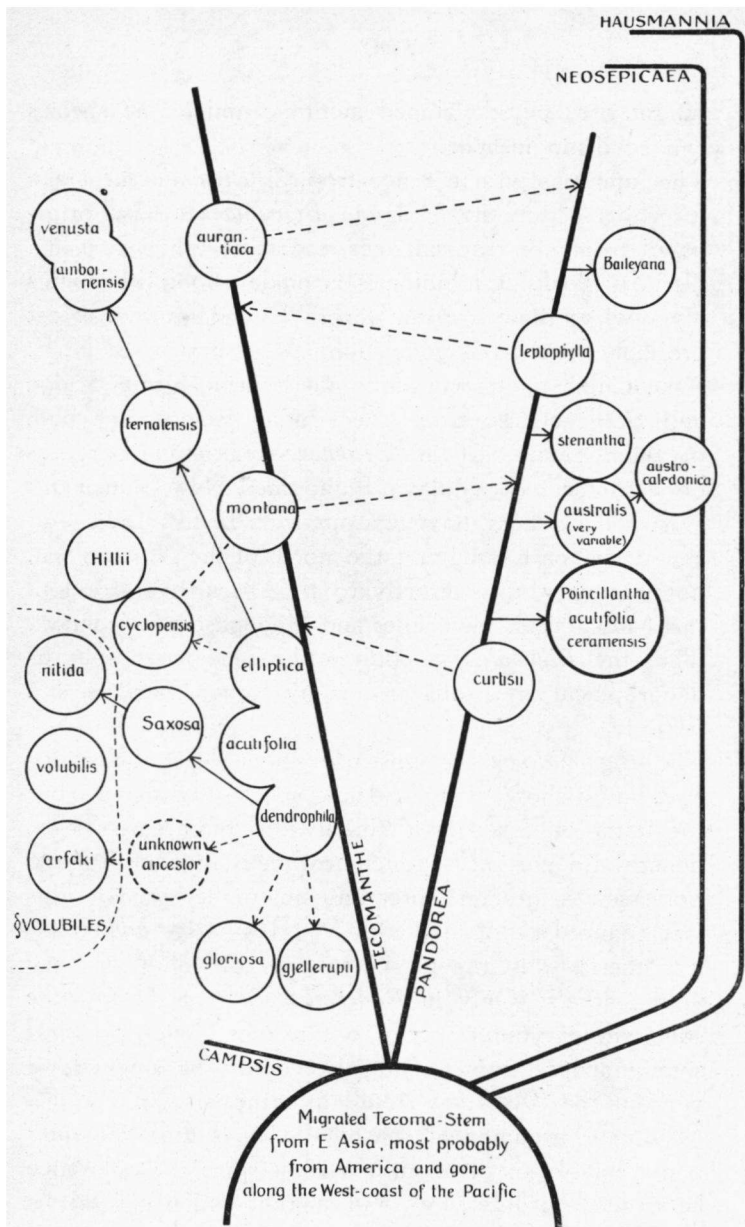 HAUSMANNIA
NEOSEPICAEA
venusta
amboi-
nensis
auran-
tiaca
Baileyana
leptophylla
ternatensis
stenantha
austro-
caledonica
montana
australis
(very
variable)
Hillii
Poincillantha
acutifolia
ceramensis
cyclopensis
elliptica
nitida
curtisii
Saxosa
acutifolia
volubilis
dendrophila
unknown
ancestor
arfaki
§VOLUBILES
TECOMANTHE
PANDOREA
gloriosa
gjellerupii
CAMPSIS
Migrated Tecoma-Stem
from E Asia, most probably
from America and gone
along the West-coast of the Pacific